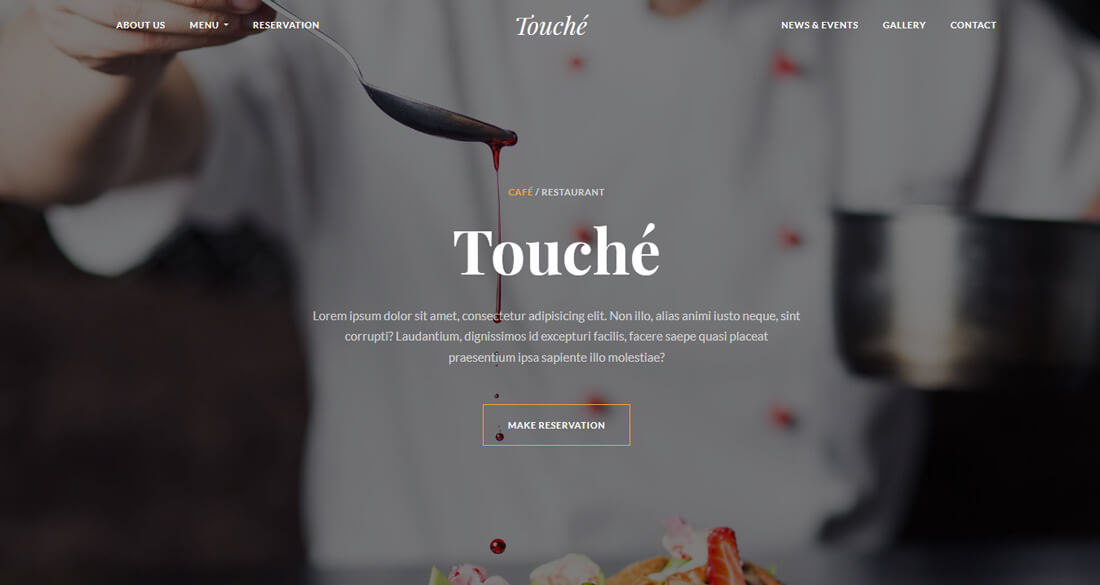 ABOUT US MENU RESERVATION Touché NEWS & EVENTS GALLERY CONTACT
CAFÉ / RESTAURANT
Touché
Lorem ipsum dolor sit amet, consectetur adipisicing elit. Non illo, alias animi iusto neque, sint
corrupti? Laudantium, dignissimos id excepturi facilis, facere saepe quasi placeat
praesentium ipsa sapiente illo molestiae?
MAKE RESERVATION